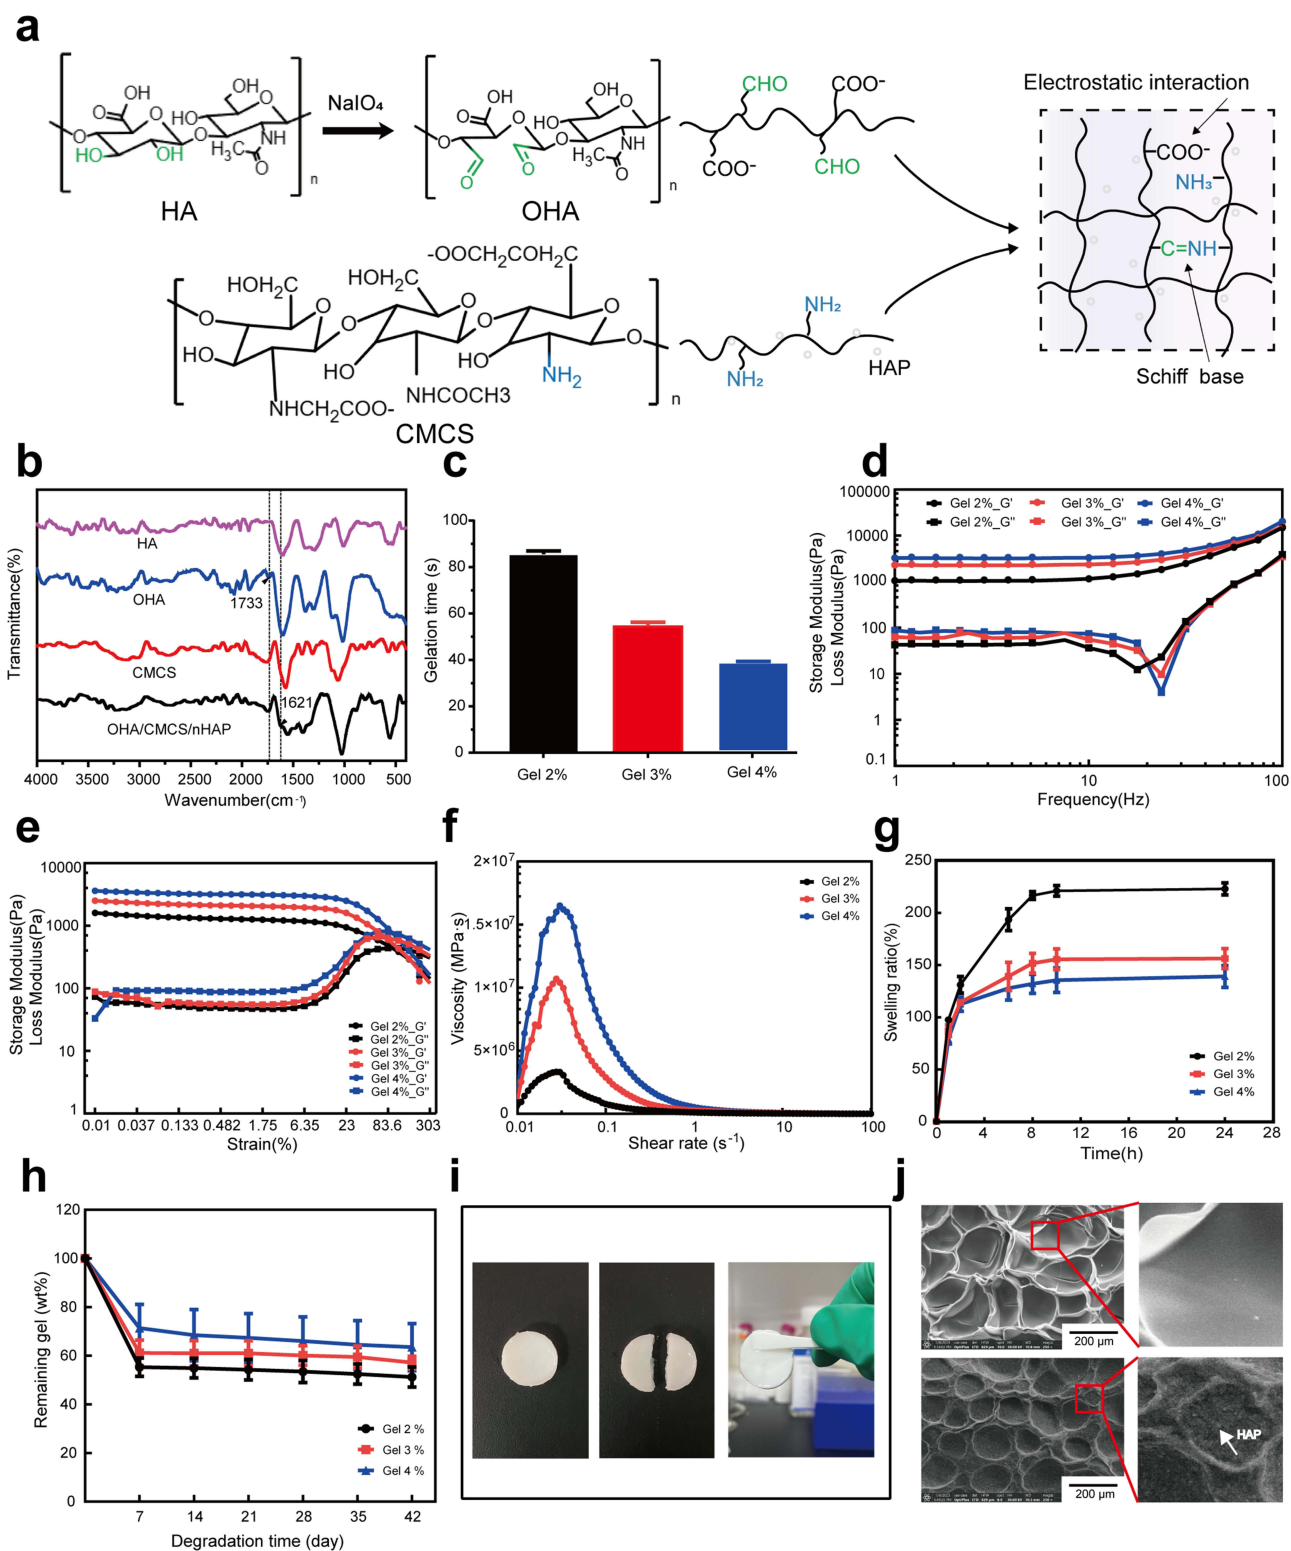 a
Electrostatic interaction
OH
OH
HO
HO
OH
H₃C
O
NH
O
O
O
O
n
HA
NaIO₄
OH
HO
HO
O
O
O
O
O
O
O
NH
H₃C
O
n
OHA
CHO
COO-
COO-
CHO
COO-
NH₃-
C=NH
Schiff base
-OOCH₂COH₂C
HOH₂C
HOH₂C
O
O
O
O
O
O
HO
HO
HO
NHCH₂COO-
NHCOCH3
NH₂
n
CMCS
NH₂
NH₂
HAP
b
Transmittance(%)
HA
OHA
1733
CMCS
1621
OHA/CMCS/nHAP
4000 3500 3000 2500 2000 1500 1000 500
Wavenumber(cm⁻¹)
c
Gelation time (s)
100
80
60
40
20
0
Gel 2% Gel 3% Gel 4%
d
Storage Modulus(Pa)
Loss Modulus(Pa)
100000
10000
1000
100
10
1
0.1
Gel 2%_G' Gel 3%_G' Gel 4%_G'
Gel 2%_G" Gel 3%_G" Gel 4%_G"
1 10 100
Frequency(Hz)
e
Storage Modulus(Pa)
Loss Modulus(Pa)
10000
1000
100
10
1
Gel 2%_G'
Gel 2%_G"
Gel 3%_G'
Gel 3%_G"
Gel 4%_G'
Gel 4%_G"
0.01 0.037 0.133 0.482 1.75 6.35 23 83.6 303
Strain(%)
f
Viscosity (MPa·s)
2×10⁷
1.5×10⁷
1×10⁷
5×10⁶
0
Gel 2%
Gel 3%
Gel 4%
0.01 0.1 1 10 100
Shear rate (s⁻¹)
g
Swelling ratio(%)
250
200
150
100
50
0
Gel 2%
Gel 3%
Gel 4%
0 4 8 12 16 20 24 28
Time(h)
h
Remaining gel (wt%)
120
100
80
60
40
20
0
Gel 2 %
Gel 3 %
Gel 4 %
7 14 21 28 35 42
Degradation time (day)
i
j
200 μm
HAP
200 μm